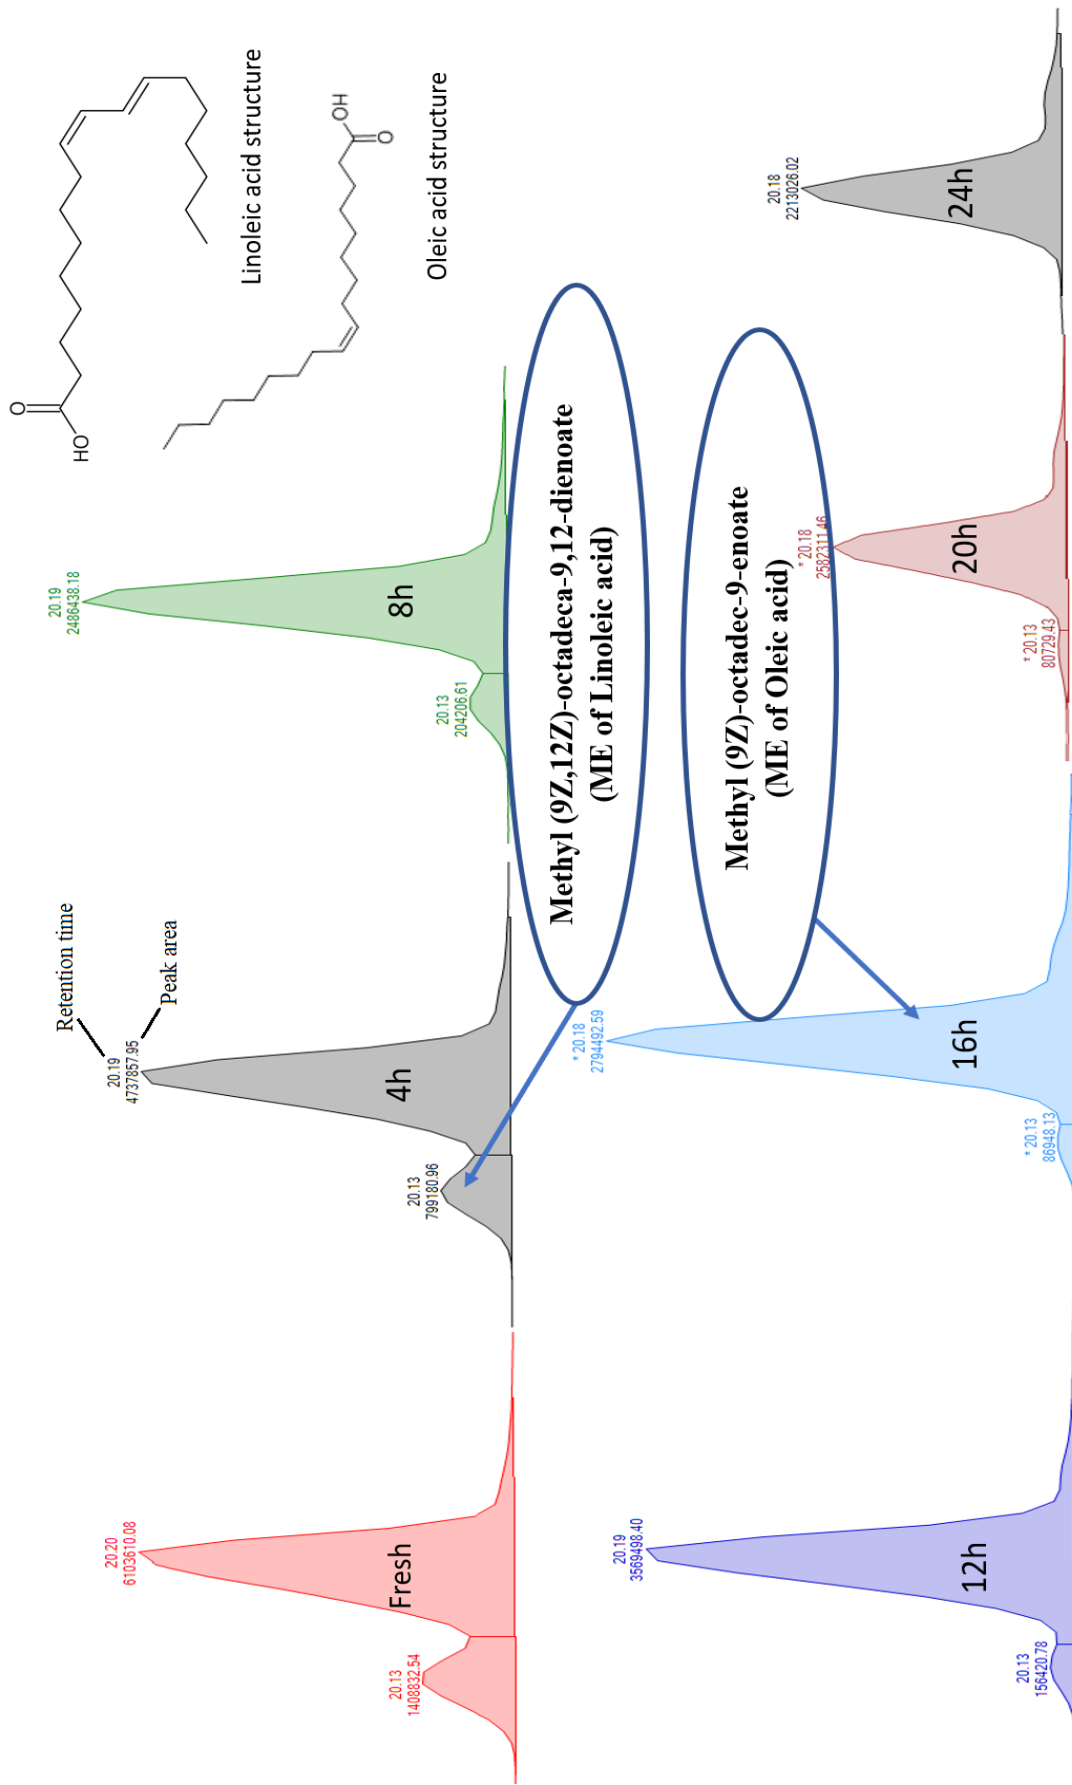 20.20
6103610.08
20.13
1408832.54
Fresh
Retention time
Peak area
20.19
4737857.95
20.13
799180.96
4h
20.19
2486438.18
20.13
204206.61
8h
O
HO
Linoleic acid structure
OH
O
Oleic acid structure
Methyl (9Z,12Z)-octadeca-9,12-dienoate
(ME of Linoleic acid)
Methyl (9Z)-octadec-9-enoate
(ME of Oleic acid)
20.19
3569498.40
20.13
156420.78
12h
* 20.18
2794492.59
* 20.13
86948.13
16h
* 20.18
2582311.46
* 20.13
80729.43
20h
20.18
2213026.02
24h